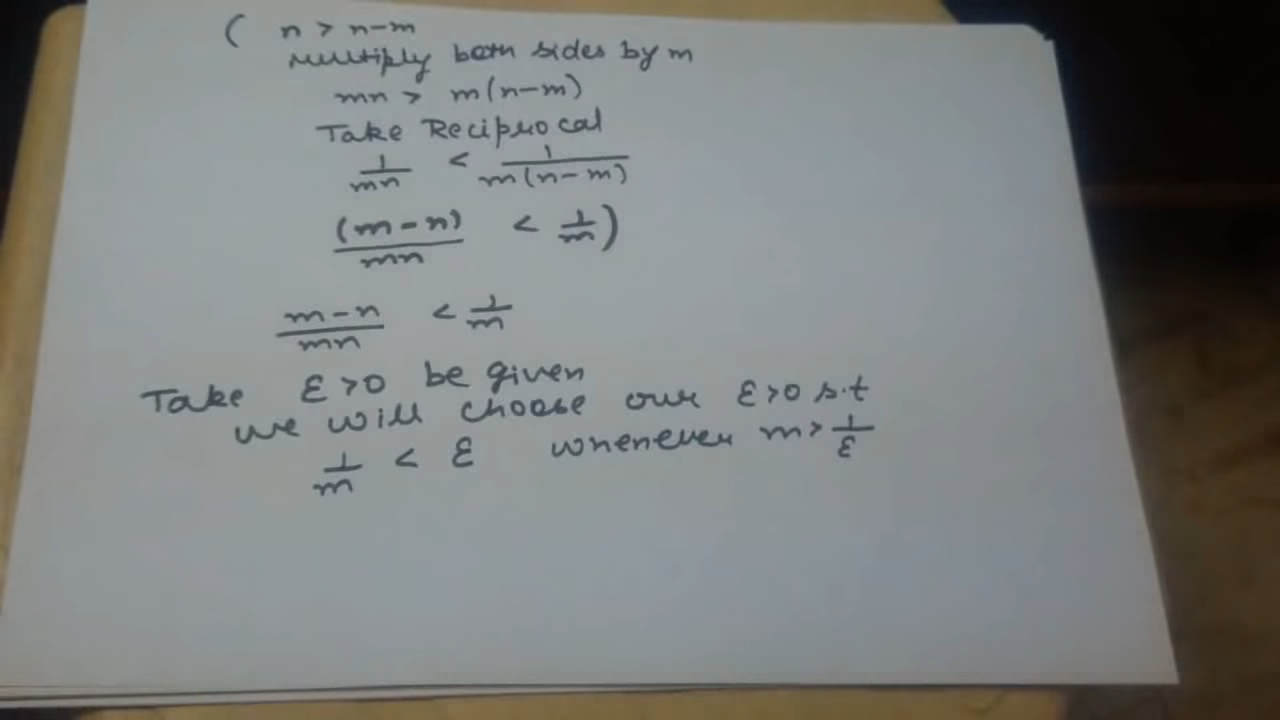 ( n > n-m
Multiply both sides by m
mn > m(n-m)
Take Reciprocal
1/mn < 1/m(n-m)
(m-n)/mn < 1/m )
m-n/mn < 1/m
Take ε>0 be given
we will choose our ε>0 s.t
1/m < ε whenever m > 1/ε